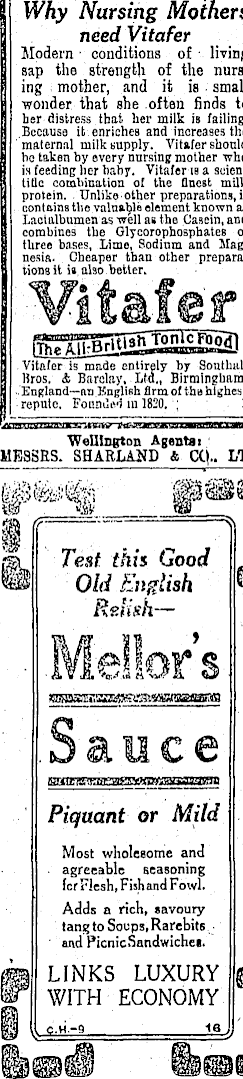 Why Nursing Mothers
need Vitafer
Modern conditions of living
sap the strength of the nurs
ing mother, and it is smal
wonder that she often finds t
her distress that her milk is failing
Because it enriches and increases the
maternal milk supply. Vitafer should
be taken by every nursing mother who
is feeding her baby. Vitafer is a scien
tific combination of the finest milk
protein. Unlike other preparations, i
contains the valuable element known a
Lactalbumen as well as the Casein, and
combines the Glycerophosphates o
three bases, Lime, Sodium and Mag
nesia. Cheaper than other prepara
tions it is also better.
Vitafer
The All-British Tonic Food
Vitafer is made entirely by Southal
Bros. & Barclay, Ltd., Birmingham
England—an English firm of the highes
repute. Founded in 1820.
Wellington Agents:
MESSRS. SHARLAND & CO., LT
Test this Good
Old English
Relish—
Mellor's
Sauce
Piquant or Mild
Most wholesome and
agreeable seasoning
for Flesh, Fish and Fowl.
Adds a rich, savoury
tang to Soups, Rarebits
and Picnic Sandwiches.
LINKS LUXURY
WITH ECONOMY
C.H.-9 16